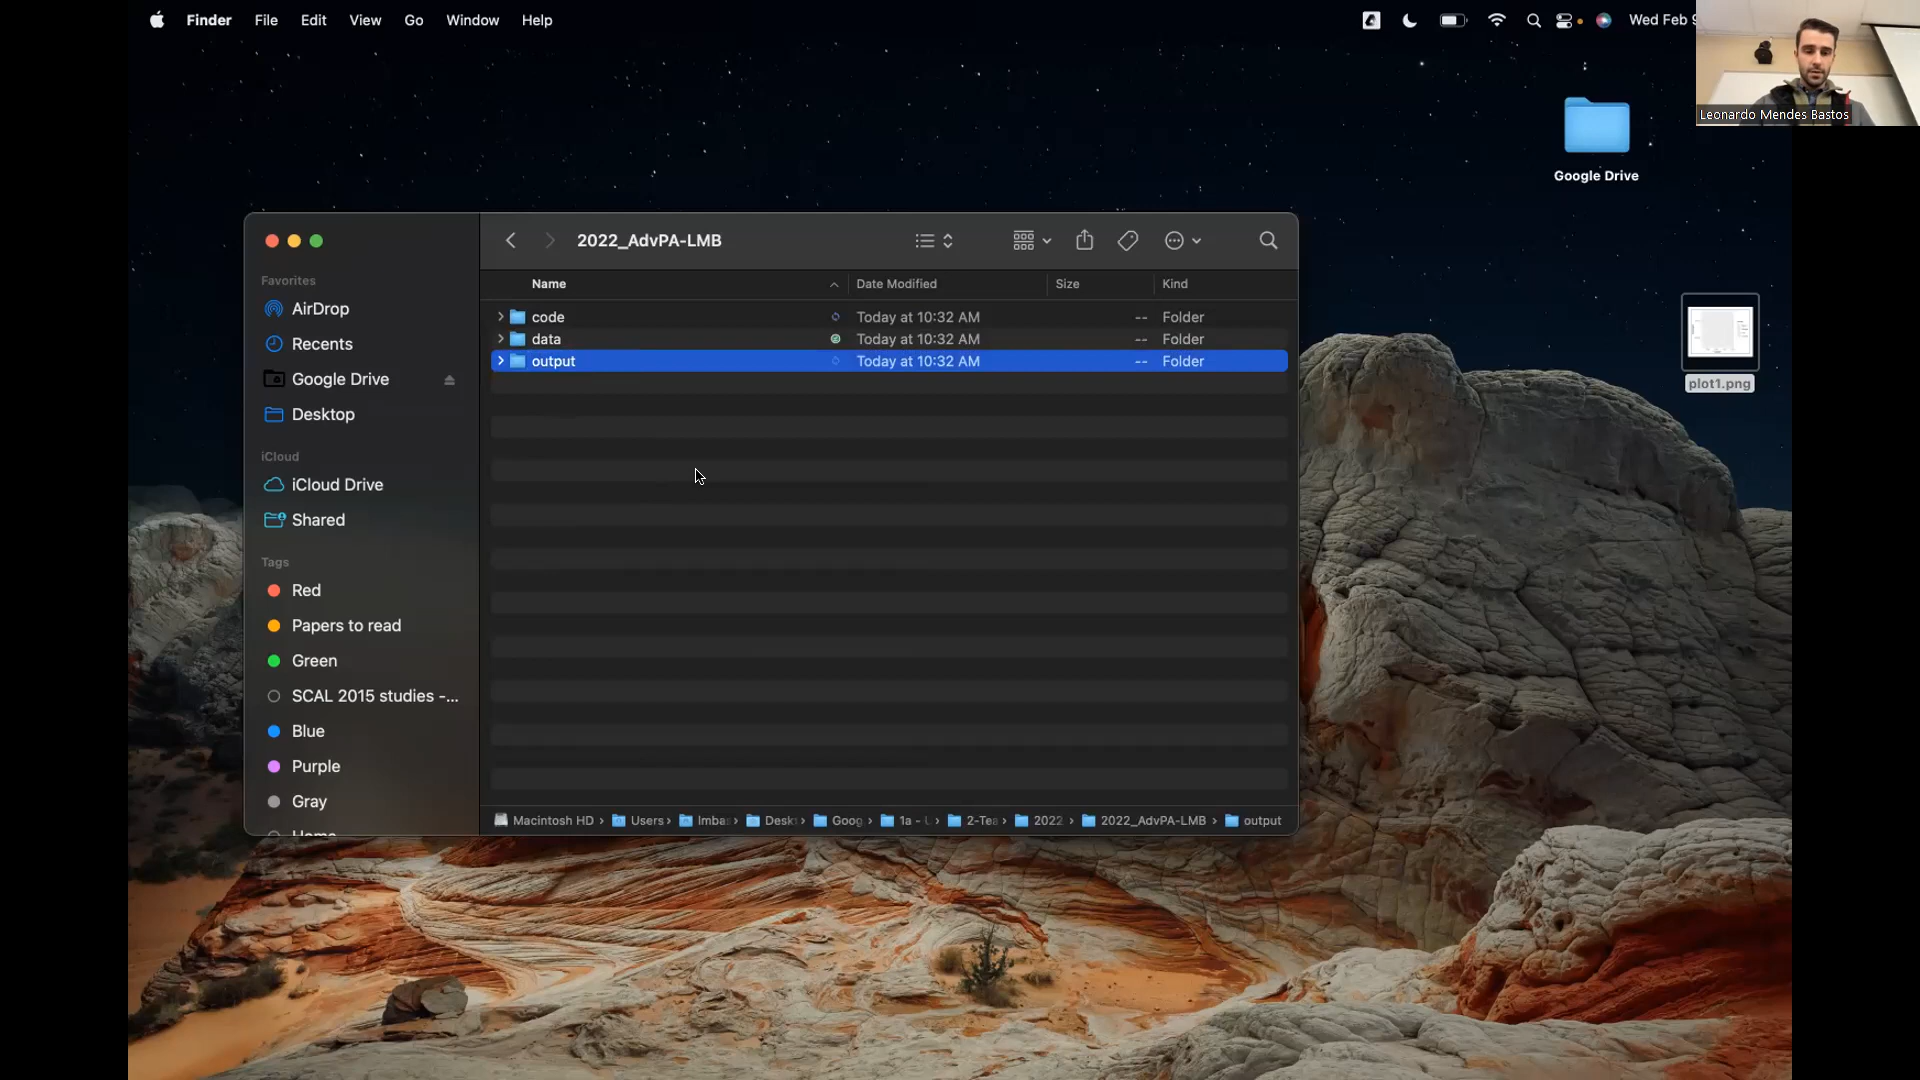 Finder File Edit View Go Window Help Wed Feb 9
Leonardo Mendes Bastos
Google Drive
plot1.png
2022_AdvPA-LMB
Name Date Modified Size Kind
code Today at 10:32 AM -- Folder
data Today at 10:32 AM -- Folder
output Today at 10:32 AM -- Folder
Favorites
AirDrop
Recents
Google Drive
Desktop
iCloud
iCloud Drive
Shared
Tags
Red
Papers to read
Green
SCAL 2015 studies -...
Blue
Purple
Gray
Macintosh HD › Users › › › › › › 2022 › 2022_AdvPA-LMB › output